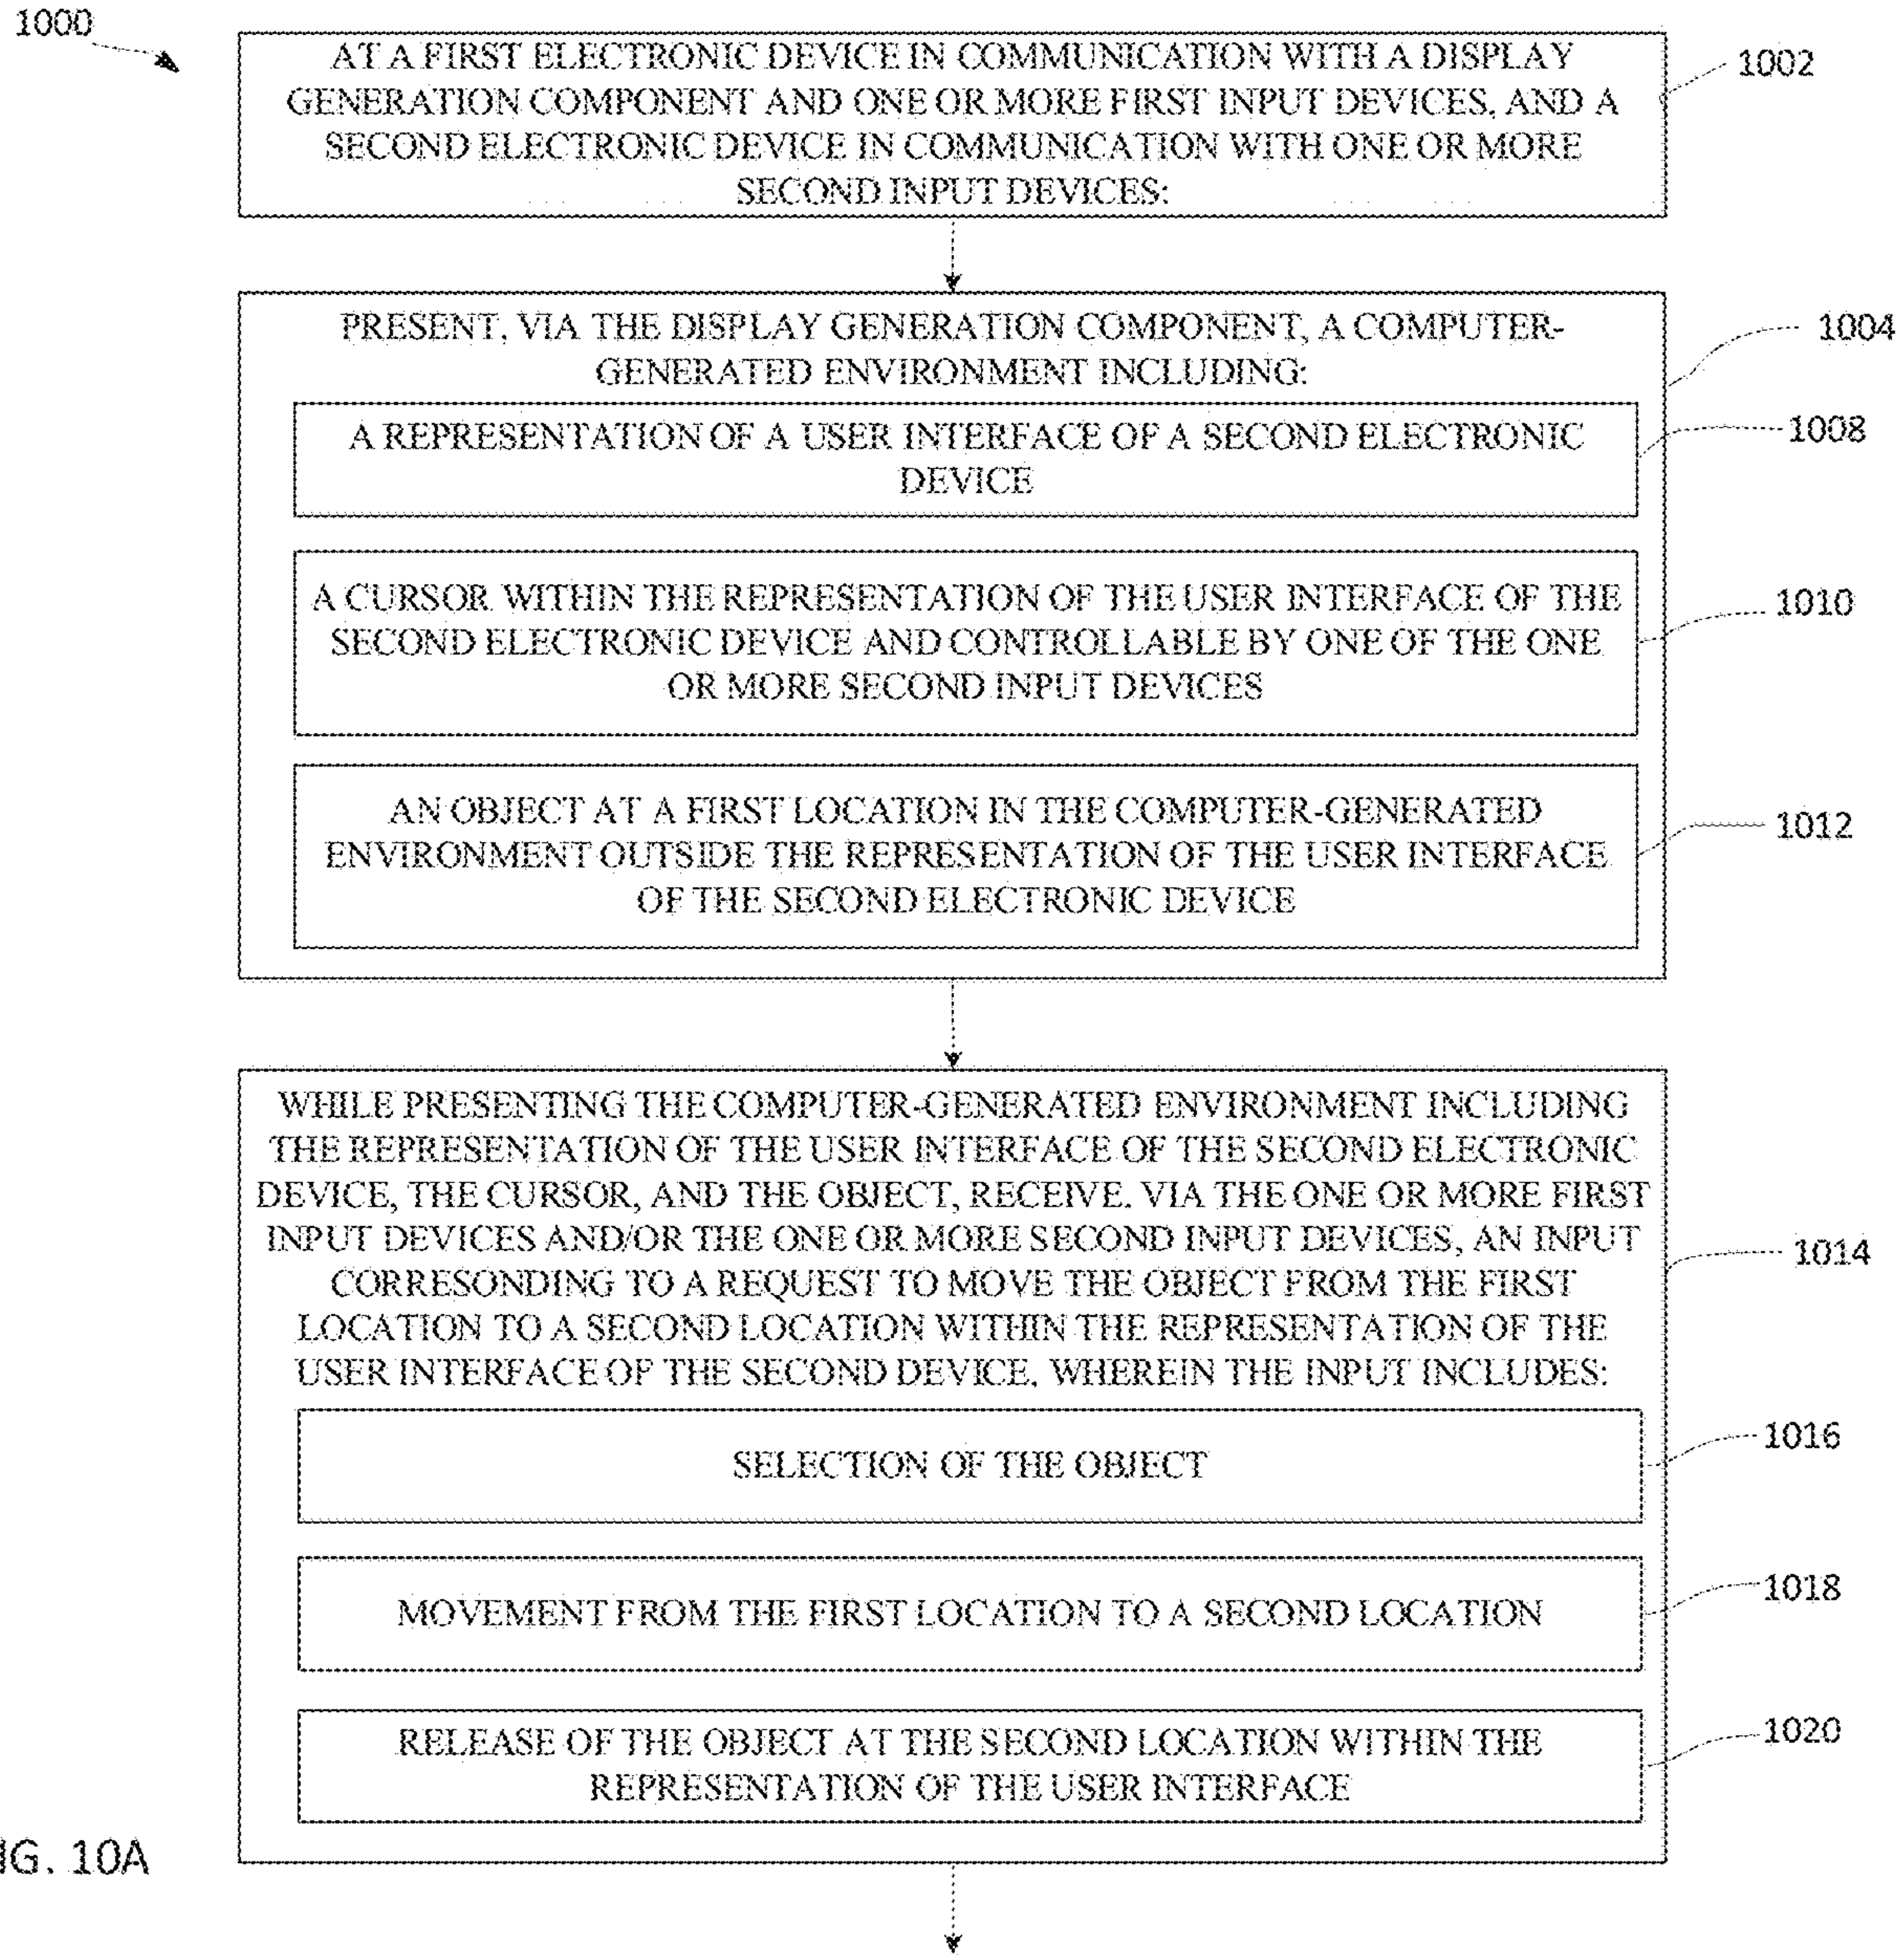 1000
AT A FIRST ELECTRONIC DEVICE IN COMMUNICATION WITH A DISPLAY
GENERATION COMPONENT AND ONE OR MORE FIRST INPUT DEVICES, AND A
SECOND ELECTRONIC DEVICE IN COMMUNICATION WITH ONE OR MORE
SECOND INPUT DEVICES:
1002
PRESENT, VIA THE DISPLAY GENERATION COMPONENT, A COMPUTER-
GENERATED ENVIRONMENT INCLUDING:
1004
A REPRESENTATION OF A USER INTERFACE OF A SECOND ELECTRONIC
DEVICE
1008
A CURSOR WITHIN THE REPRESENTATION OF THE USER INTERFACE OF THE
SECOND ELECTRONIC DEVICE AND CONTROLLABLE BY ONE OF THE ONE
OR MORE SECOND INPUT DEVICES
1010
AN OBJECT AT A FIRST LOCATION IN THE COMPUTER-GENERATED
ENVIRONMENT OUTSIDE THE REPRESENTATION OF THE USER INTERFACE
OF THE SECOND ELECTRONIC DEVICE
1012
WHILE PRESENTING THE COMPUTER-GENERATED ENVIRONMENT INCLUDING
THE REPRESENTATION OF THE USER INTERFACE OF THE SECOND ELECTRONIC
DEVICE, THE CURSOR, AND THE OBJECT, RECEIVE. VIA THE ONE OR MORE FIRST
INPUT DEVICES AND/OR THE ONE OR MORE SECOND INPUT DEVICES, AN INPUT
CORRESONDING TO A REQUEST TO MOVE THE OBJECT FROM THE FIRST
LOCATION TO A SECOND LOCATION WITHIN THE REPRESENTATION OF THE
USER INTERFACE OF THE SECOND DEVICE, WHEREIN THE INPUT INCLUDES:
1014
SELECTION OF THE OBJECT
1016
MOVEMENT FROM THE FIRST LOCATION TO A SECOND LOCATION
1018
RELEASE OF THE OBJECT AT THE SECOND LOCATION WITHIN THE
REPRESENTATION OF THE USER INTERFACE
1020
IG. 10A